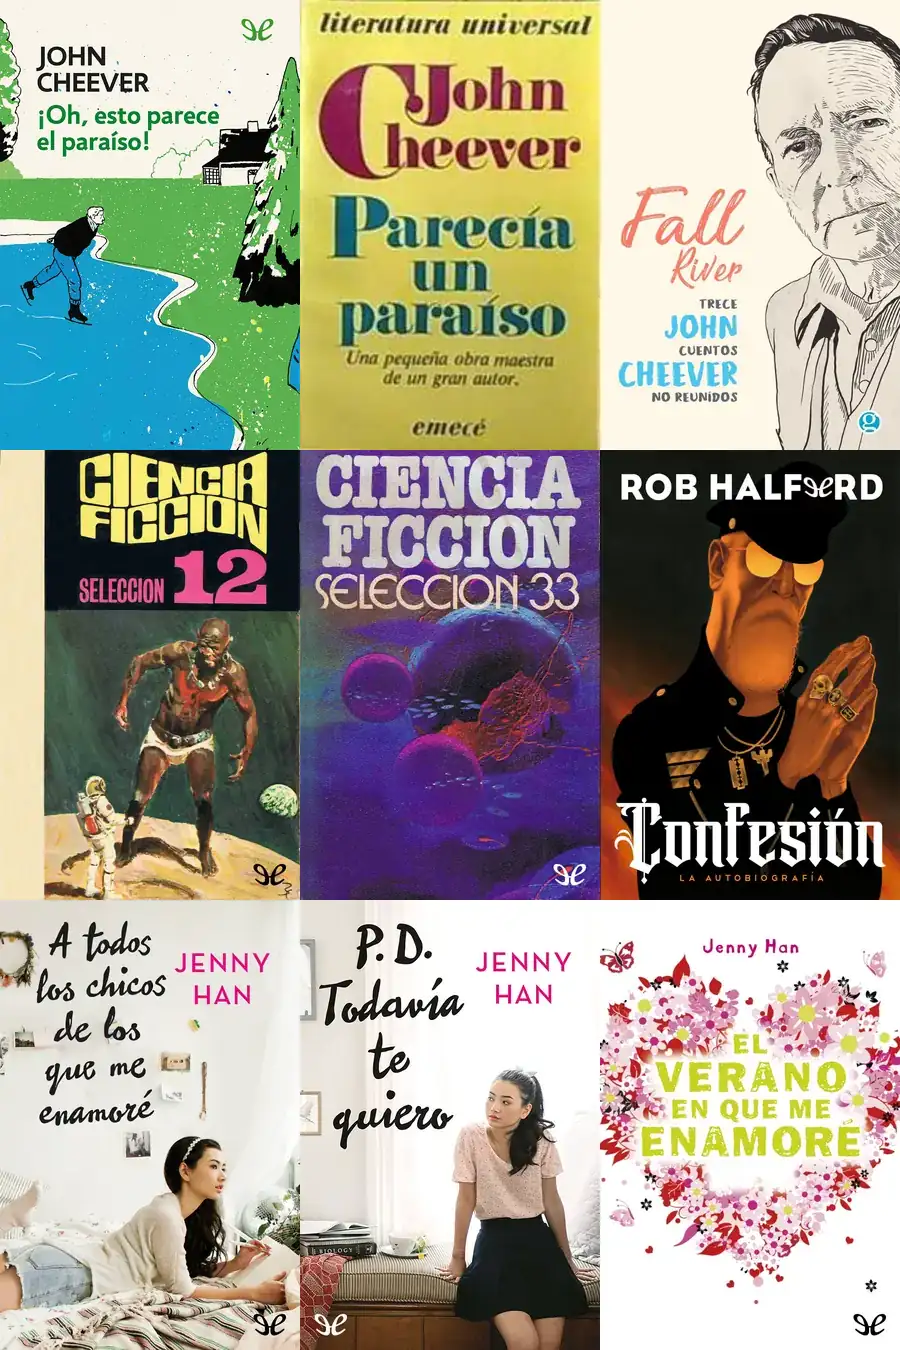 JOHN
CHEEVER
¡Oh, esto parece
el paraíso!
literatura universal
John
Cheever
Parecía
un
paraíso
Una pequeña obra maestra
de un gran autor.
emecé
Fall
River
TRECE
JOHN
CUENTOS
CHEEVER
NO REUNIDOS
g
CIENCIA
FICCION
SELECCION 12
CIENCIA
FICCION
SELECCION 33
ROB HALFORD
Confesión
LA AUTOBIOGRAFÍA
A todos
los chicos
de los
que me
enamoré
JENNY
HAN
P.D.
Todavía
te
quiero
JENNY
HAN
BIOLOGY
Jenny Han
EL
VERANO
EN QUE ME
ENAMORÉ